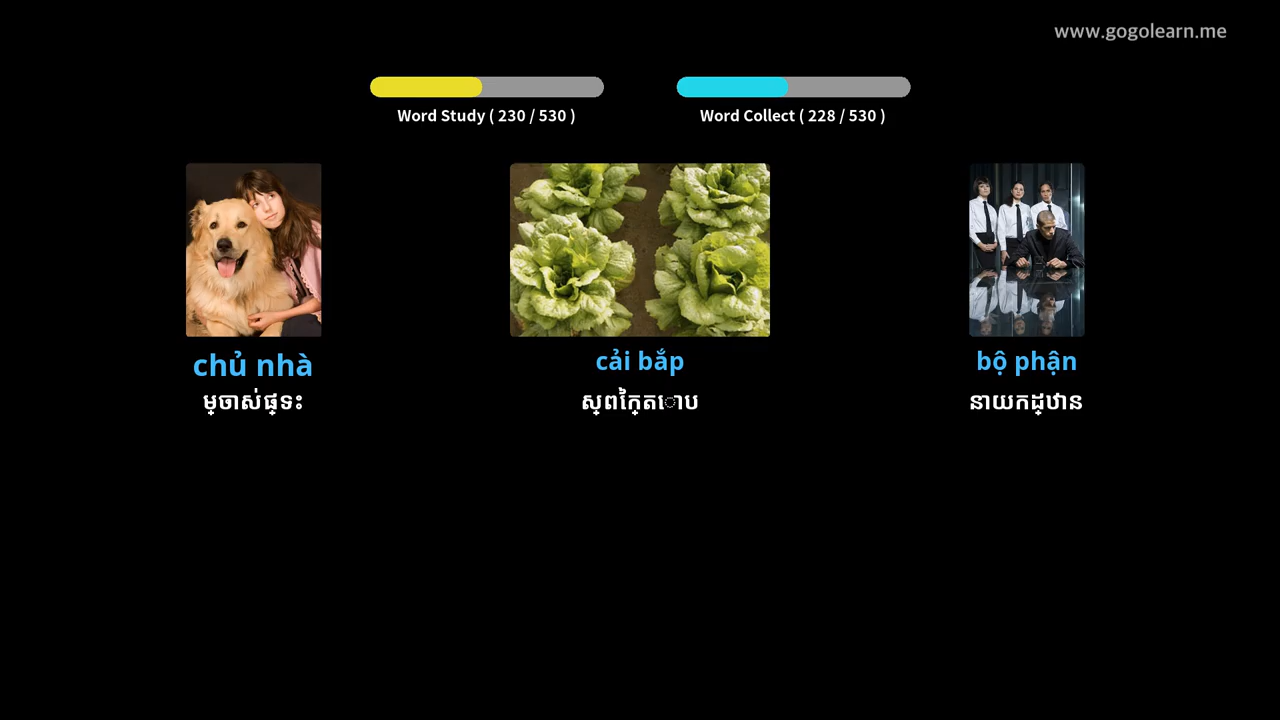 www.gogolearn.me
Word Study ( 230 / 530 )
Word Collect ( 228 / 530 )
chủ nhà
ម្ចាស់ផ្ទះ
cải bắp
ស្ពៃក្តោប
bộ phận
នាយកដ្ឋាន